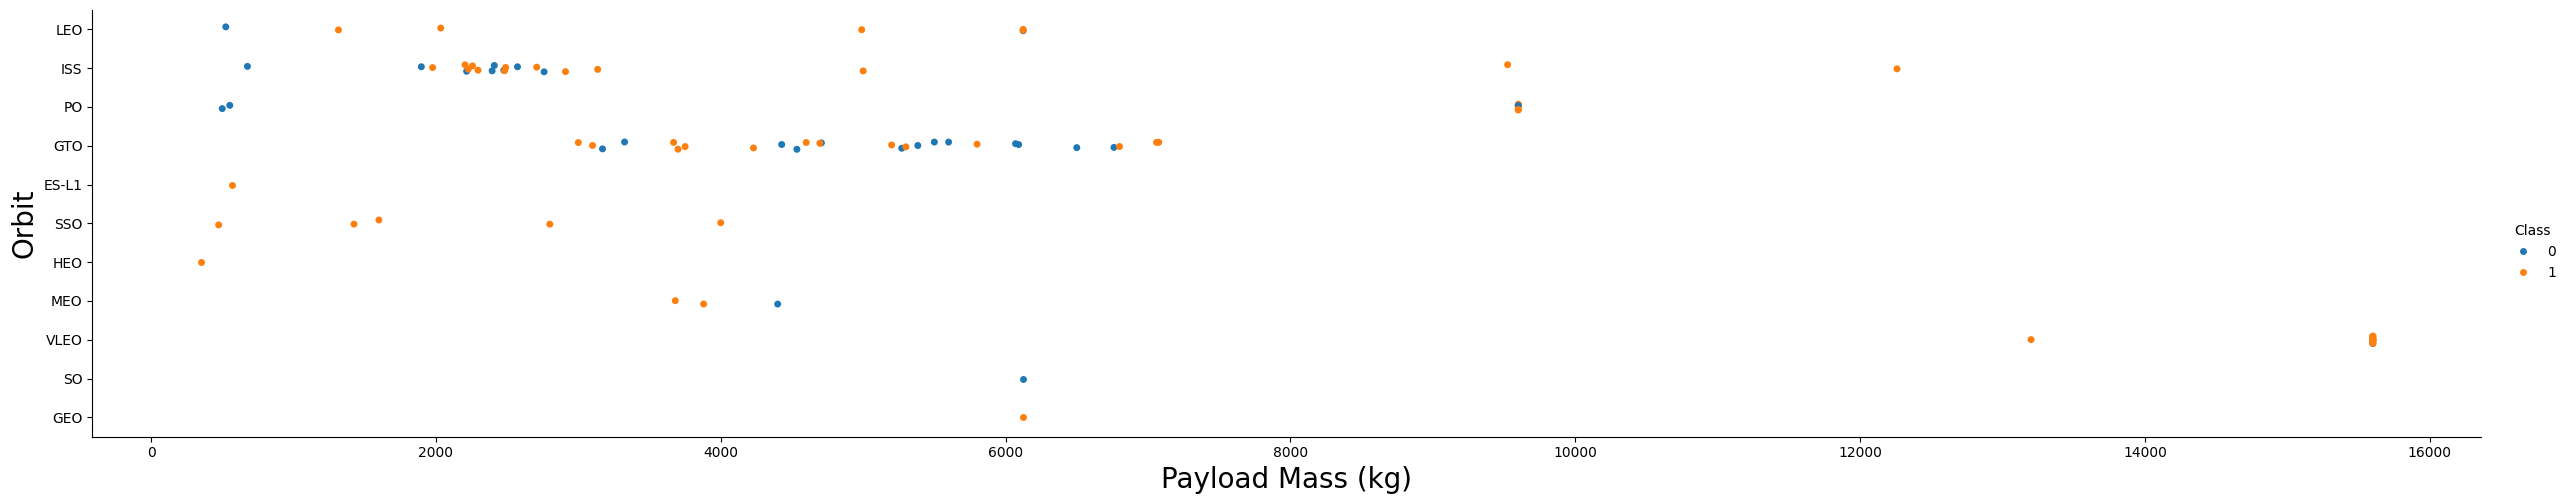 LEO
ISS
PO
GTO
ES-L1
SSO
HEO
MEO
VLEO
SO
GEO
Orbit
0 2000 4000 6000 8000 10000 12000 14000 16000
Payload Mass (kg)
Class
0
1